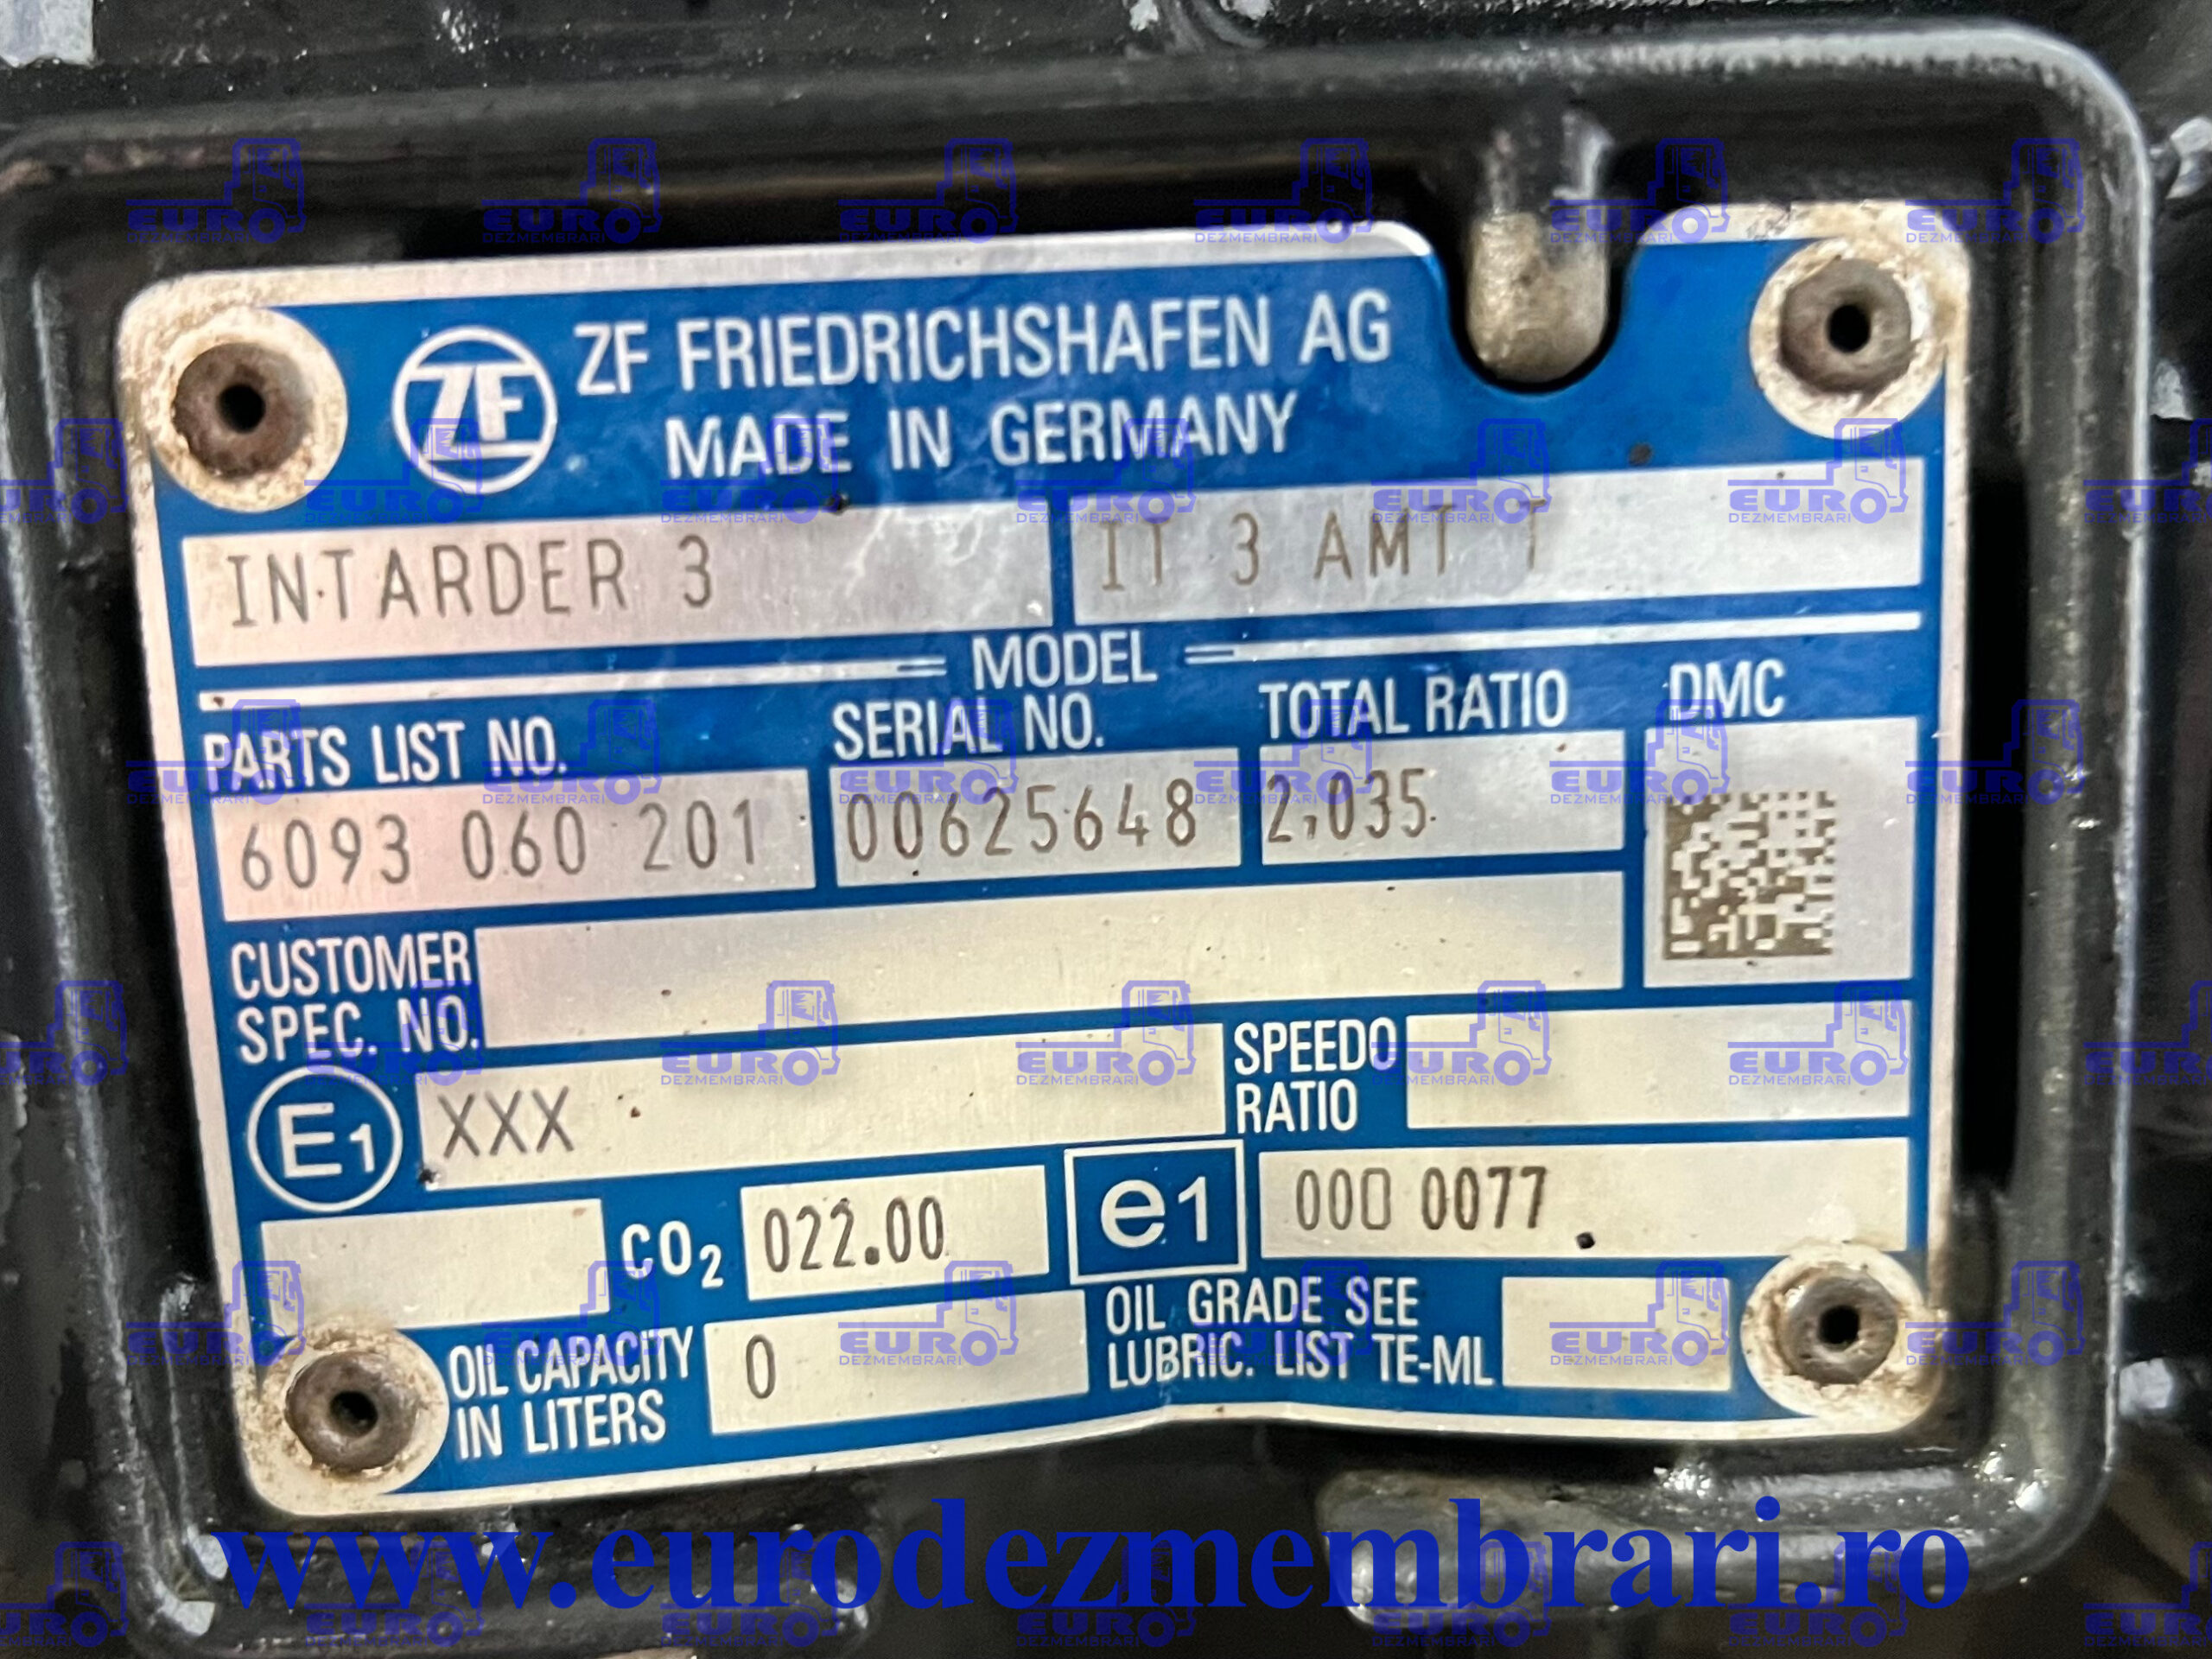 ZF ZF FRIEDRICHSHAFEN AG
MADE IN GERMANY
INTARDER 3 IT 3 AMT T
MODEL
PARTS LIST NO. SERIAL NO. TOTAL RATIO DMC
6093 060 201 00625648 2,035
CUSTOMER
SPEC. NO.
SPEEDO
RATIO
E1 XXX
CO2 022.00 e1 000 0077
OIL CAPACITY
IN LITERS 0
OIL GRADE SEE
LUBRIC. LIST TE-ML
www.eurodezmembrari.ro
EURO
DEZMEMBRARI